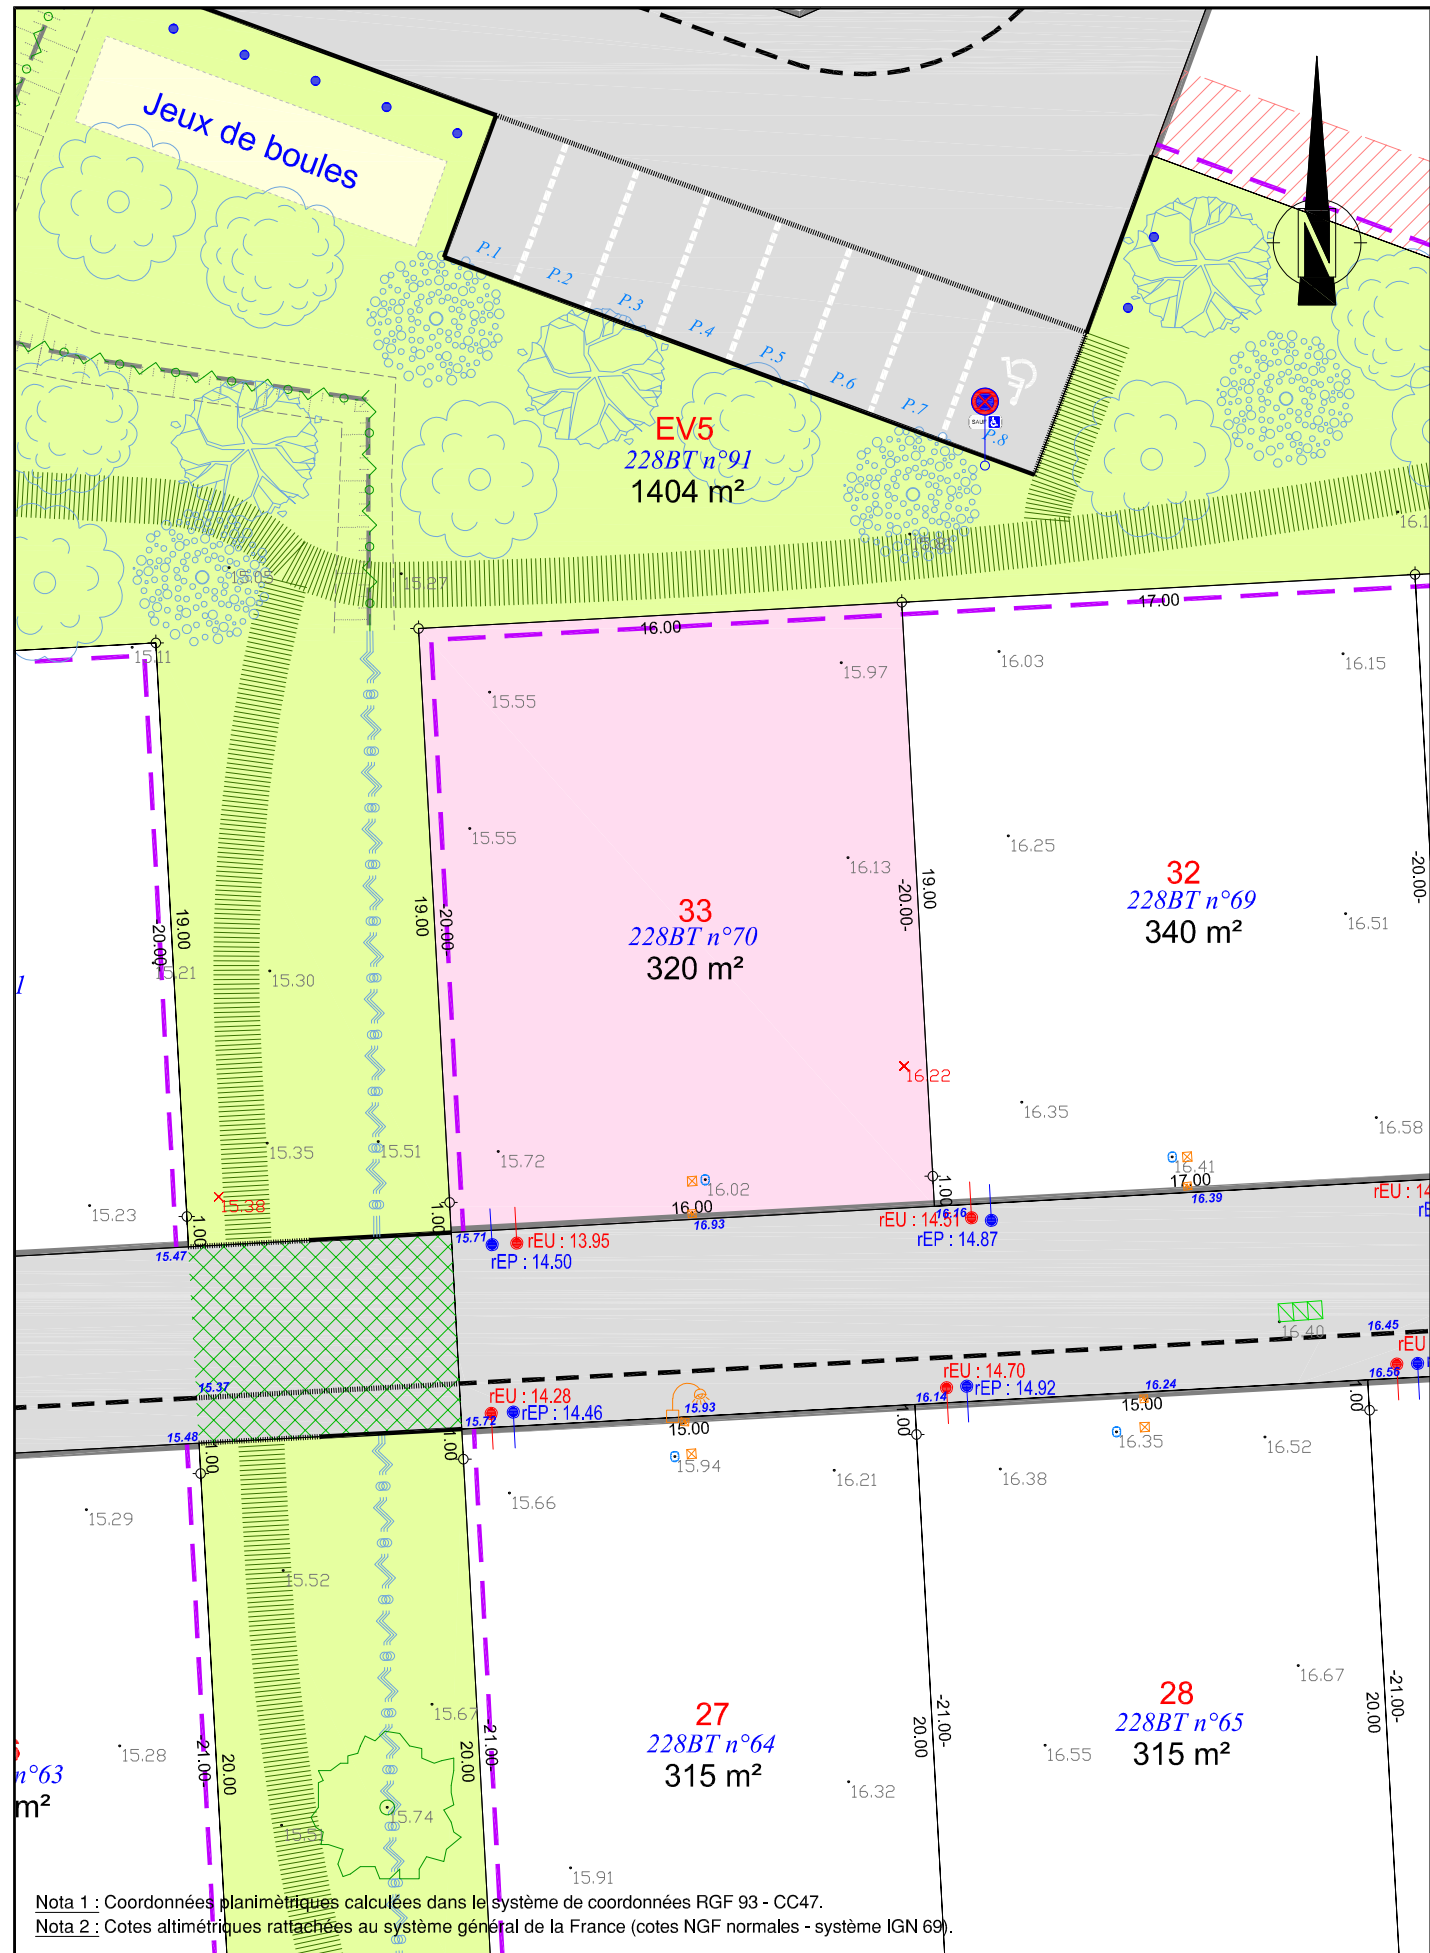 Jeux de boules
P.1
P.2
P.3
P.4
P.5
P.6
P.7
P.8
N
EV5
228BT n°91
1404 m²
15.05
15.27
16.00
17.00
15.11
15.55
15.97
16.03
16.15
15.55
16.13
16.25
33
228BT n°70
320 m²
32
228BT n°69
340 m²
16.51
19.00
-20.00-
19.00
-20.00-
19.00
-20.00-
-20.00-
15.21
15.30
16.22
16.35
16.58
15.35
15.51
15.72
16.02
16.41
15.38
15.23
1.00
1.00
1.00
16.00
16.93
17.00
16.39
16.16
15.47
15.71
rEU : 13.95
rEP : 14.50
rEU : 14.51
rEP : 14.87
16.40
16.45
15.37
rEU : 14.28
rEP : 14.46
rEU : 14.70
rEP : 14.92
rEU
16.56
15.48
15.72
15.93
15.00
16.14
16.24
15.00
1.00
1.00
1.00
1.00
15.94
16.35
16.52
15.29
15.66
16.21
16.38
15.52
15.67
16.67
27
228BT n°64
315 m²
28
228BT n°65
315 m²
n°63
m²
15.28
-21.00-
20.00
20.00
-21.00-
20.00
-21.00-
20.00
-21.00-
15.74
16.32
16.55
15.91
Nota 1 : Coordonnées planimètriques calculées dans le système de coordonnées RGF 93 - CC47.
Nota 2 : Cotes altimétriques rattachées au système général de la France (cotes NGF normales - système IGN 69).